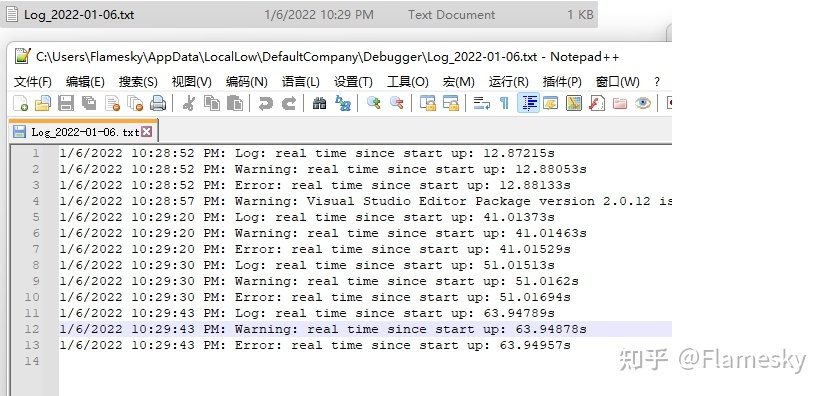 Log_2022-01-06.txt 1/6/2022 10:29 PM Text Document 1 KB
C:\Users\Flamesky\AppData\LocalLow\DefaultCompany\Debugger\Log_2022-01-06.txt - Notepad++
文件(F) 编辑(E) 搜索(S) 视图(V) 编码(N) 语言(L) 设置(T) 工具(O) 宏(M) 运行(R) 插件(P) 窗口(W) ?
Log_2022-01-06.txt
1 1/6/2022 10:28:52 PM: Log: real time since start up: 12.87215s
2 1/6/2022 10:28:52 PM: Warning: real time since start up: 12.88053s
3 1/6/2022 10:28:52 PM: Error: real time since start up: 12.88133s
4 1/6/2022 10:28:57 PM: Warning: Visual Studio Editor Package version 2.0.12 is
5 1/6/2022 10:29:20 PM: Log: real time since start up: 41.01373s
6 1/6/2022 10:29:20 PM: Warning: real time since start up: 41.01463s
7 1/6/2022 10:29:20 PM: Error: real time since start up: 41.01529s
8 1/6/2022 10:29:30 PM: Log: real time since start up: 51.01513s
9 1/6/2022 10:29:30 PM: Warning: real time since start up: 51.0162s
10 1/6/2022 10:29:30 PM: Error: real time since start up: 51.01694s
11 1/6/2022 10:29:43 PM: Log: real time since start up: 63.94789s
12 1/6/2022 10:29:43 PM: Warning: real time since start up: 63.94878s
13 1/6/2022 10:29:43 PM: Error: real time since start up: 63.94957s
14
知乎 @Flamesky